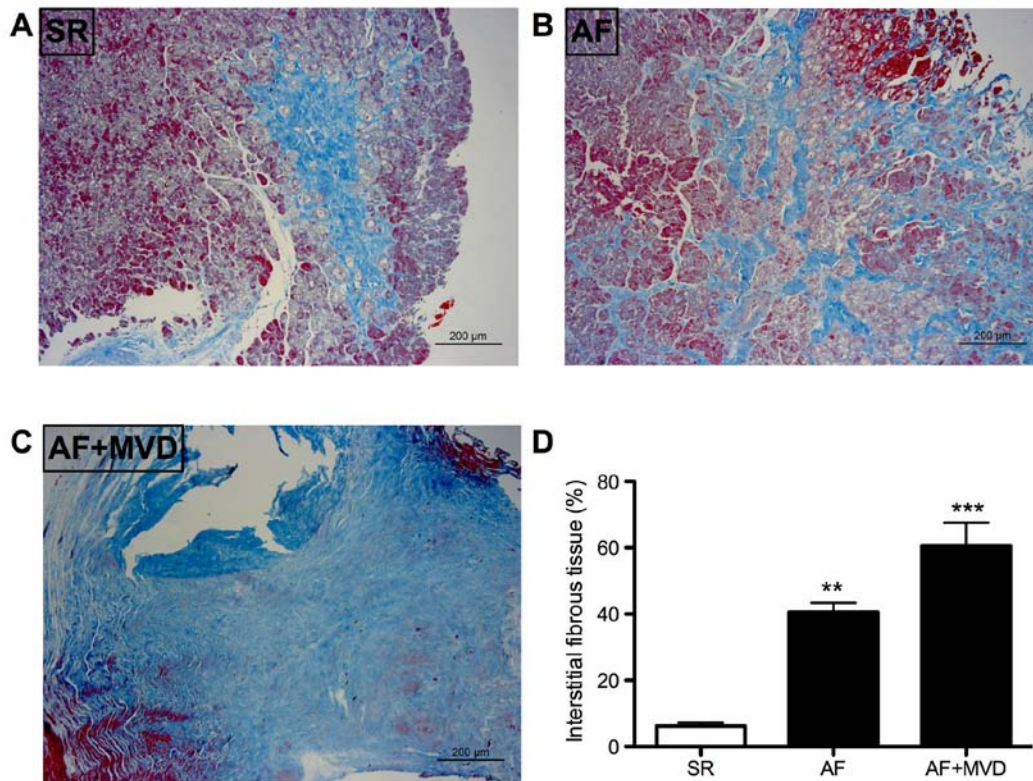 A
SR
200 µm
B
AF
200 µm
C
AF+MVD
200 µm
D
Interstitial fibrous tissue (%)
80
60
40
20
0
**
***
SR
AF
AF+MVD